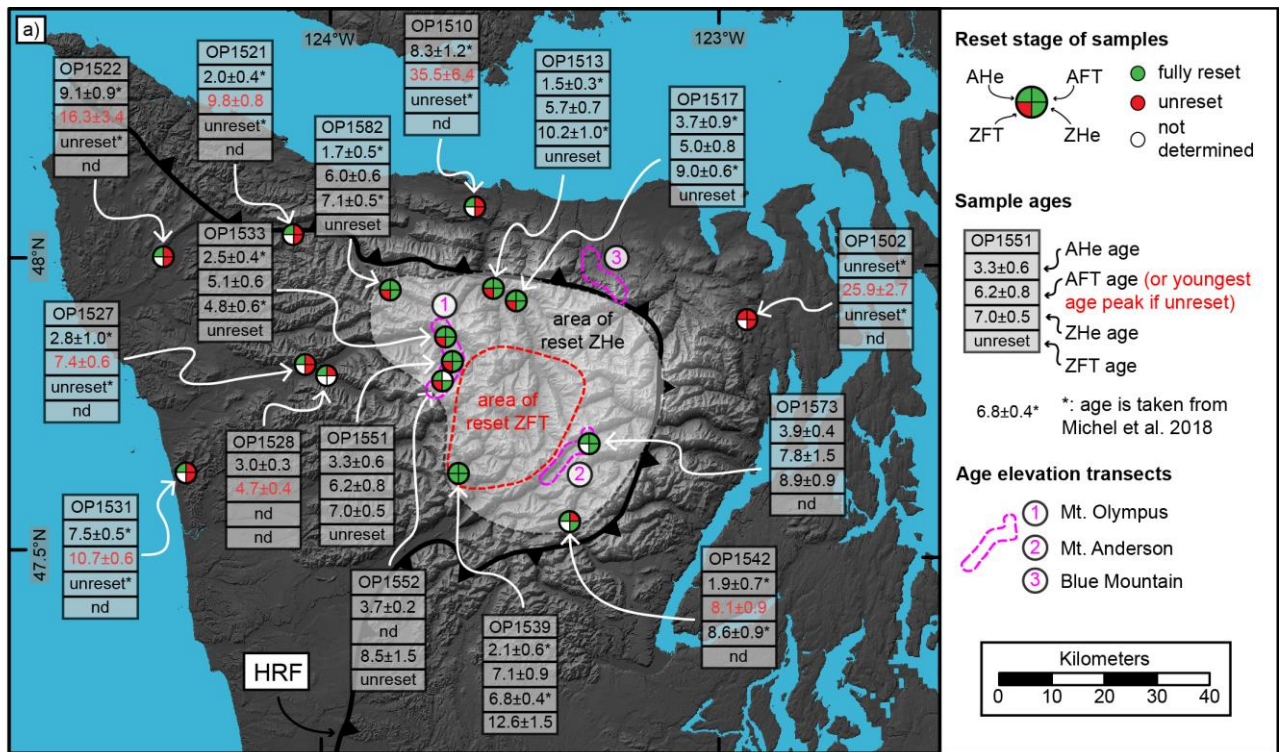 a)
124°W
123°W
48°N
47.5°N
OP1522
9.1±0.9*
16.3±3.4
unreset*
nd
OP1521
2.0±0.4*
9.8±0.8
unreset*
nd
OP1582
1.7±0.5*
6.0±0.6
7.1±0.5*
unreset
OP1510
8.3±1.2*
35.5±6.4
unreset*
nd
OP1513
1.5±0.3*
5.7±0.7
10.2±1.0*
unreset
OP1517
3.7±0.9*
5.0±0.8
9.0±0.6*
unreset
OP1533
2.5±0.4*
5.1±0.6
4.8±0.6*
unreset
OP1502
unreset*
25.9±2.7
unreset*
nd
OP1527
2.8±1.0*
7.4±0.6
unreset*
nd
OP1528
3.0±0.3
4.7±0.4
nd
nd
OP1551
3.3±0.6
6.2±0.8
7.0±0.5
unreset
OP1573
3.9±0.4
7.8±1.5
8.9±0.9
nd
OP1531
7.5±0.5*
10.7±0.6
unreset*
nd
OP1552
3.7±0.2
nd
8.5±1.5
unreset
OP1539
2.1±0.6*
7.1±0.9
6.8±0.4*
12.6±1.5
OP1542
1.9±0.7*
8.1±0.9
8.6±0.9*
nd
1
2
3
area of
reset ZHe
area of
reset ZFT
HRF
Reset stage of samples
AHe
AFT
ZFT
ZHe
fully reset
unreset
not
determined
Sample ages
OP1551
3.3±0.6
6.2±0.8
7.0±0.5
unreset
AHe age
AFT age (or youngest
age peak if unreset)
ZHe age
ZFT age
6.8±0.4*
*: age is taken from
Michel et al. 2018
Age elevation transects
1 Mt. Olympus
2 Mt. Anderson
3 Blue Mountain
Kilometers
0 10 20 30 40